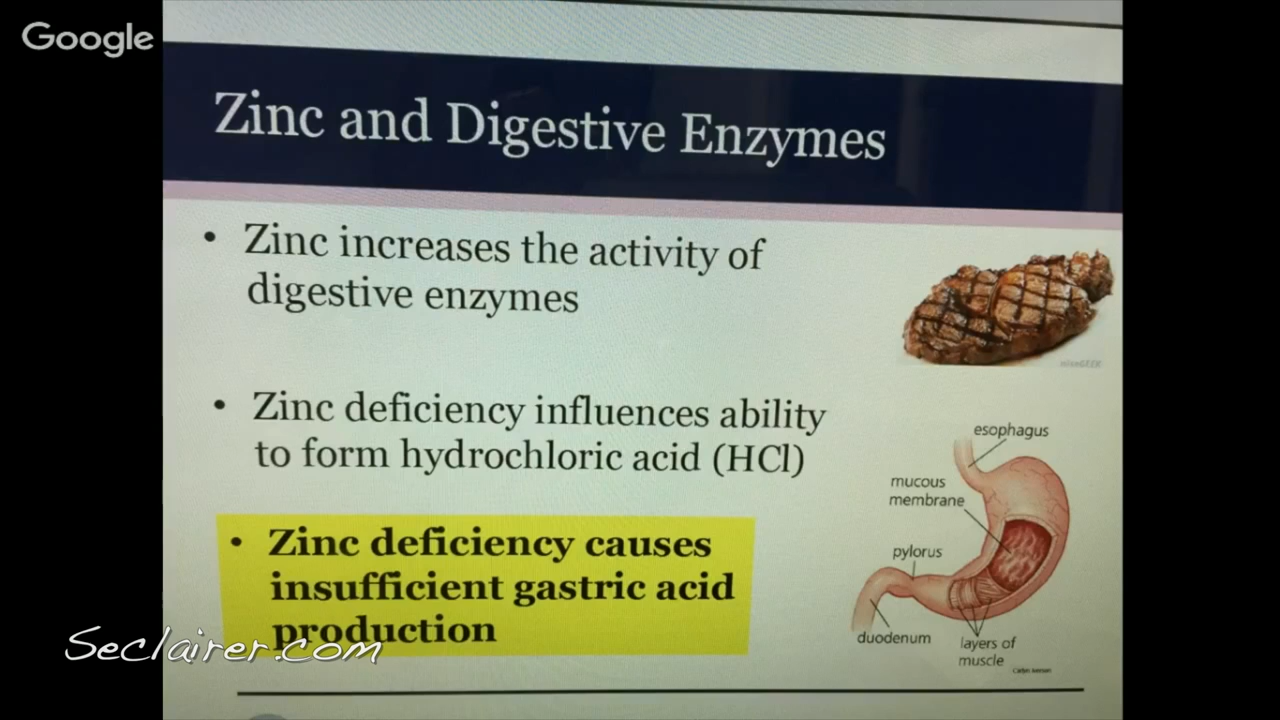 Google
Zinc and Digestive Enzymes
• Zinc increases the activity of
digestive enzymes
• Zinc deficiency influences ability
to form hydrochloric acid (HCl)
• Zinc deficiency causes
insufficient gastric acid
production
esophagus
mucous
membrane
pylorus
duodenum
layers of
muscle
Seclairer.com